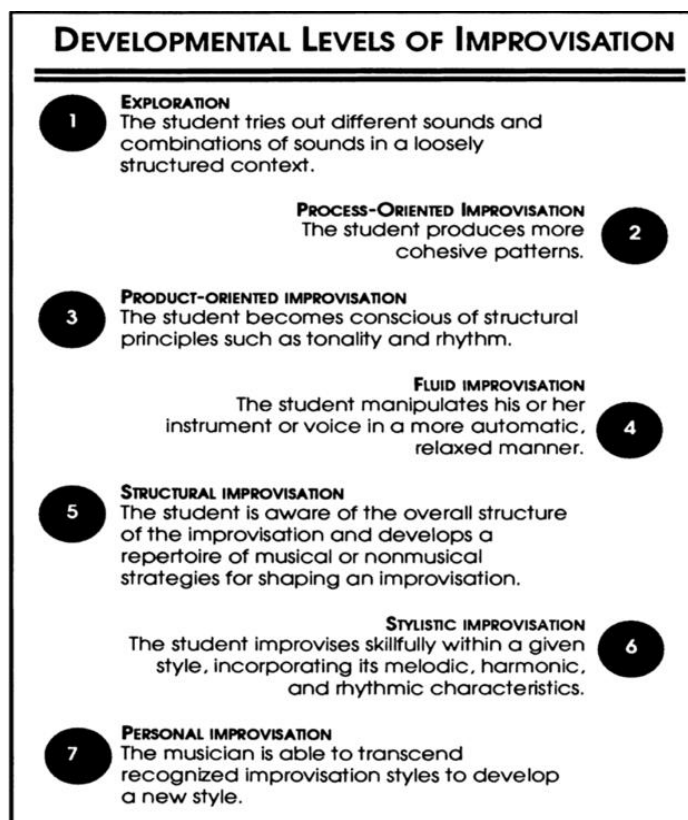 DEVELOPMENTAL LEVELS OF IMPROVISATION
1
EXPLORATION
The student tries out different sounds and
combinations of sounds in a loosely
structured context.
PROCESS-ORIENTED IMPROVISATION
The student produces more
cohesive patterns.
2
3
PRODUCT-ORIENTED IMPROVISATION
The student becomes conscious of structural
principles such as tonality and rhythm.
FLUID IMPROVISATION
The student manipulates his or her
instrument or voice in a more automatic,
relaxed manner.
4
5
STRUCTURAL IMPROVISATION
The student is aware of the overall structure
of the improvisation and develops a
repertoire of musical or nonmusical
strategies for shaping an improvisation.
STYLISTIC IMPROVISATION
The student improvises skillfully within a given
style, incorporating its melodic, harmonic,
and rhythmic characteristics.
6
7
PERSONAL IMPROVISATION
The musician is able to transcend
recognized improvisation styles to develop
a new style.